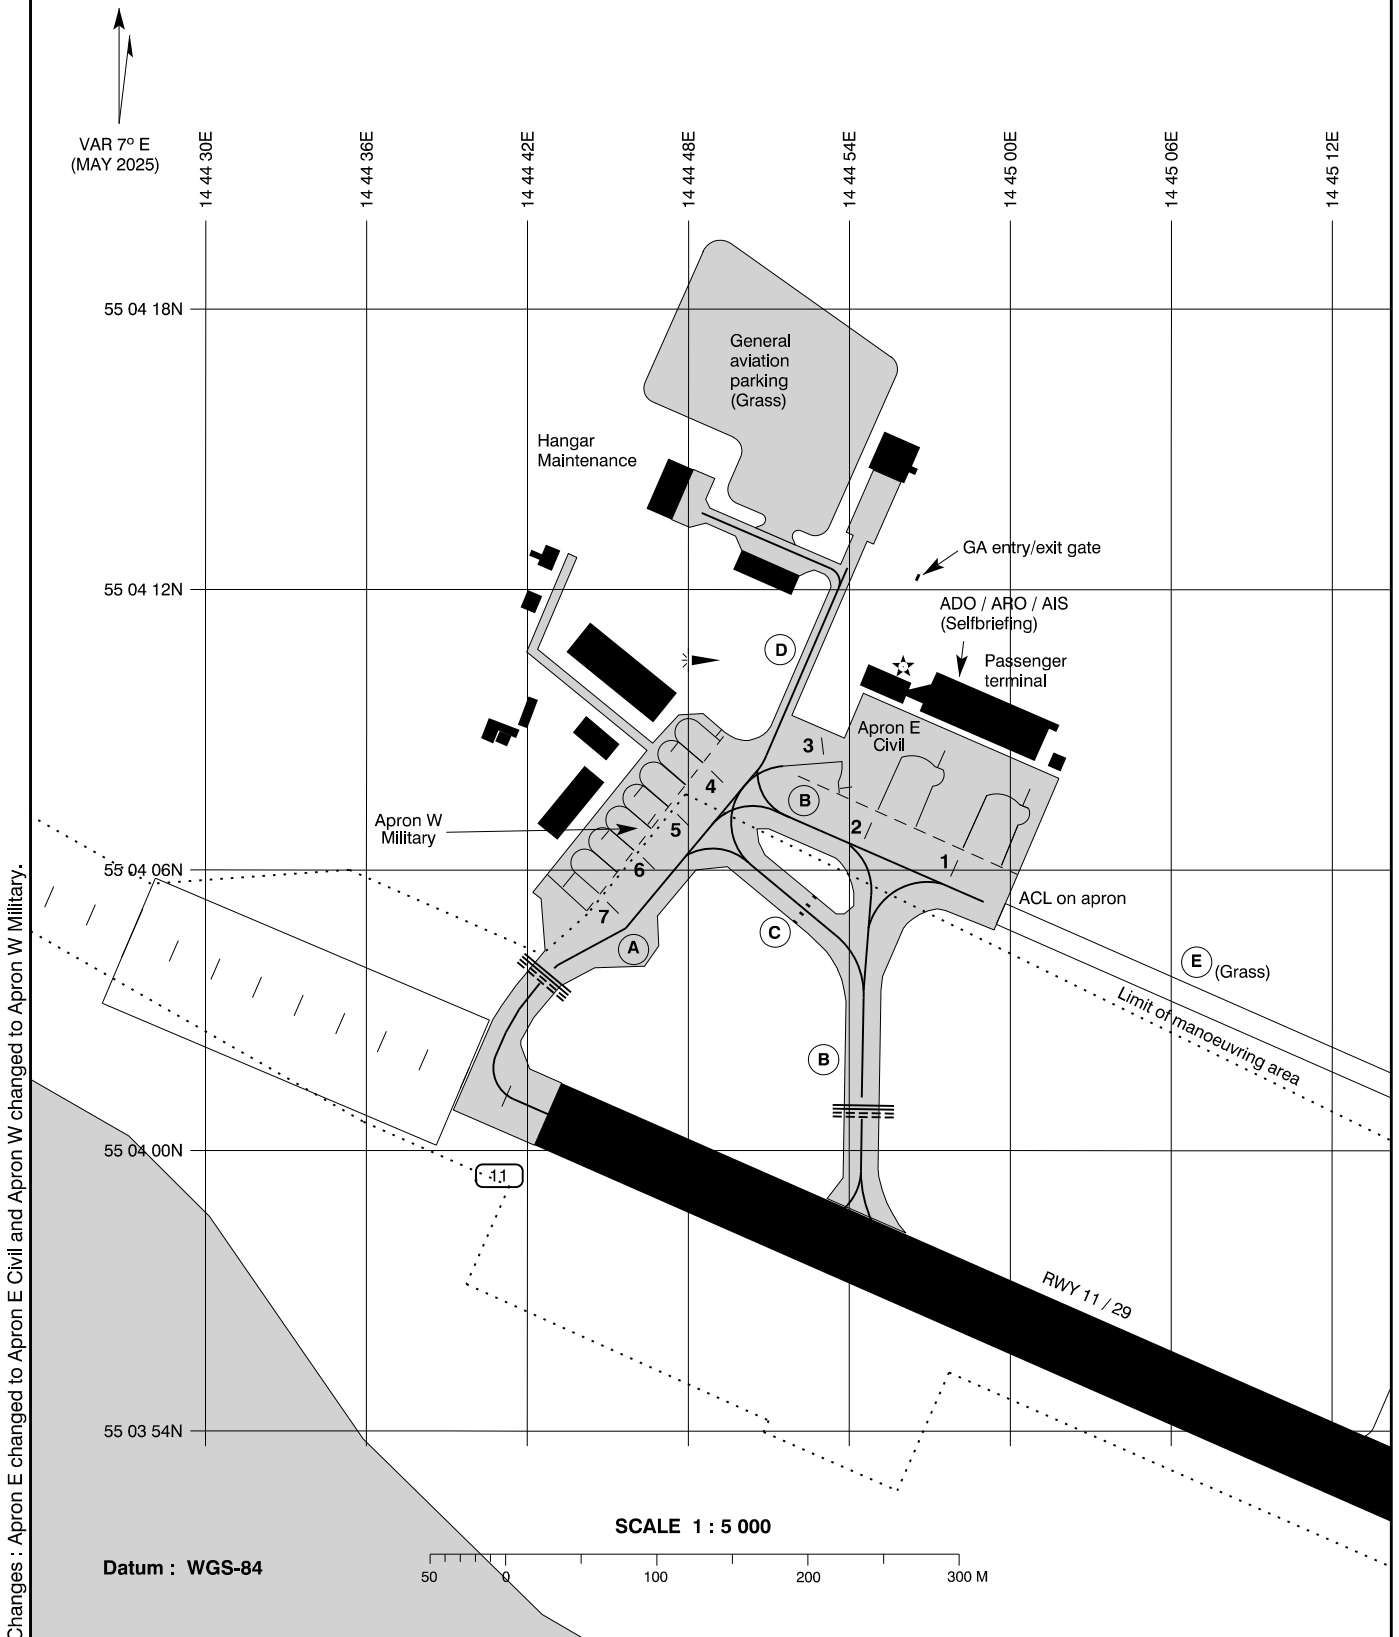 VAR 7º E
(MAY 2025)
14 44 30E
14 44 36E
14 44 42E
14 44 48E
14 44 54E
14 45 00E
14 45 06E
14 45 12E
55 04 18N
General
aviation
parking
(Grass)
Hangar
Maintenance
GA entry/exit gate
55 04 12N
ADO / ARO / AIS
(Selfbriefing)
D
Passenger
terminal
Apron E
Civil
3
4
B
Apron W
Military
5
2
6
1
55 04 06N
ACL on apron
7
C
A
E
(Grass)
Limit of manoeuvring area
B
55 04 00N
11
RWY 11 / 29
55 03 54N
SCALE 1 : 5 000
Datum : WGS-84
50
0
100
200
300 M
Changes : Apron E changed to Apron E Civil and Apron W changed to Apron W Military.